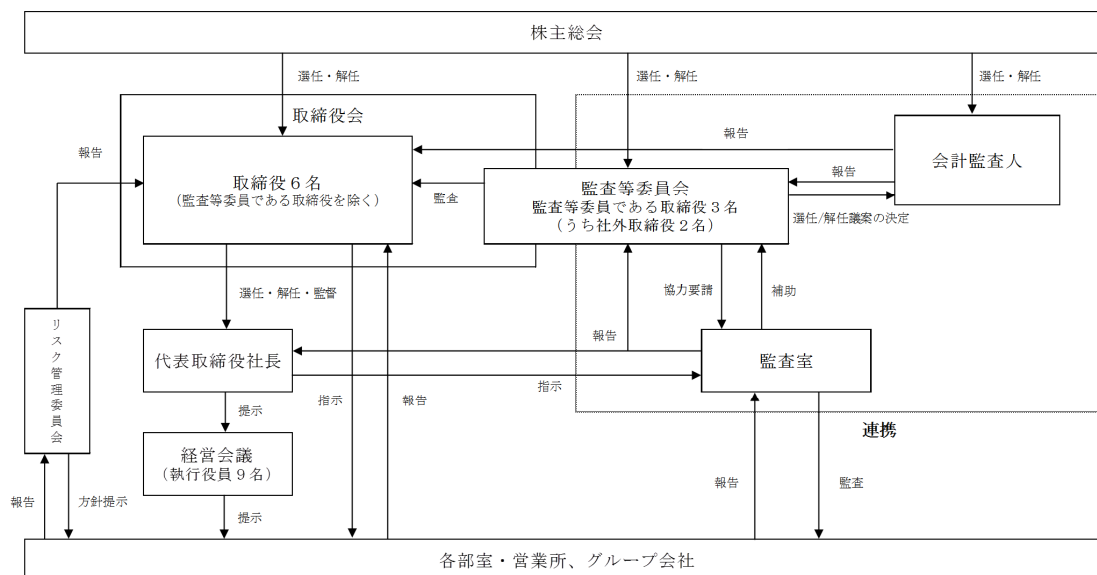 株主総会
選任・解任
選任・解任
選任・解任
取締役会
報告
報告
会計監査人
取締役６名
（監査等委員である取締役を除く）
監査
監査等委員会
監査等委員である取締役３名
（うち社外取締役２名）
報告
選任/解任議案の決定
選任・解任・監督
協力要請
補助
リスク管理委員会
代表取締役社長
報告
監査室
指示
提示
指示
報告
連携
経営会議
（執行役員９名）
報告
方針提示
提示
報告
監査
各部室・営業所、グループ会社